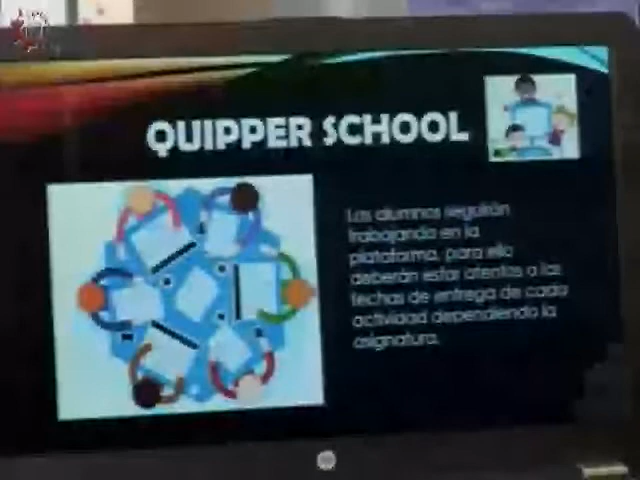 QUIPPER SCHOOL
Los alumnos seguirán
trabajando en la
plataforma, para ello
deberán estar atentos a las
fechas de entrega de cada
actividad dependiendo la
asignatura.